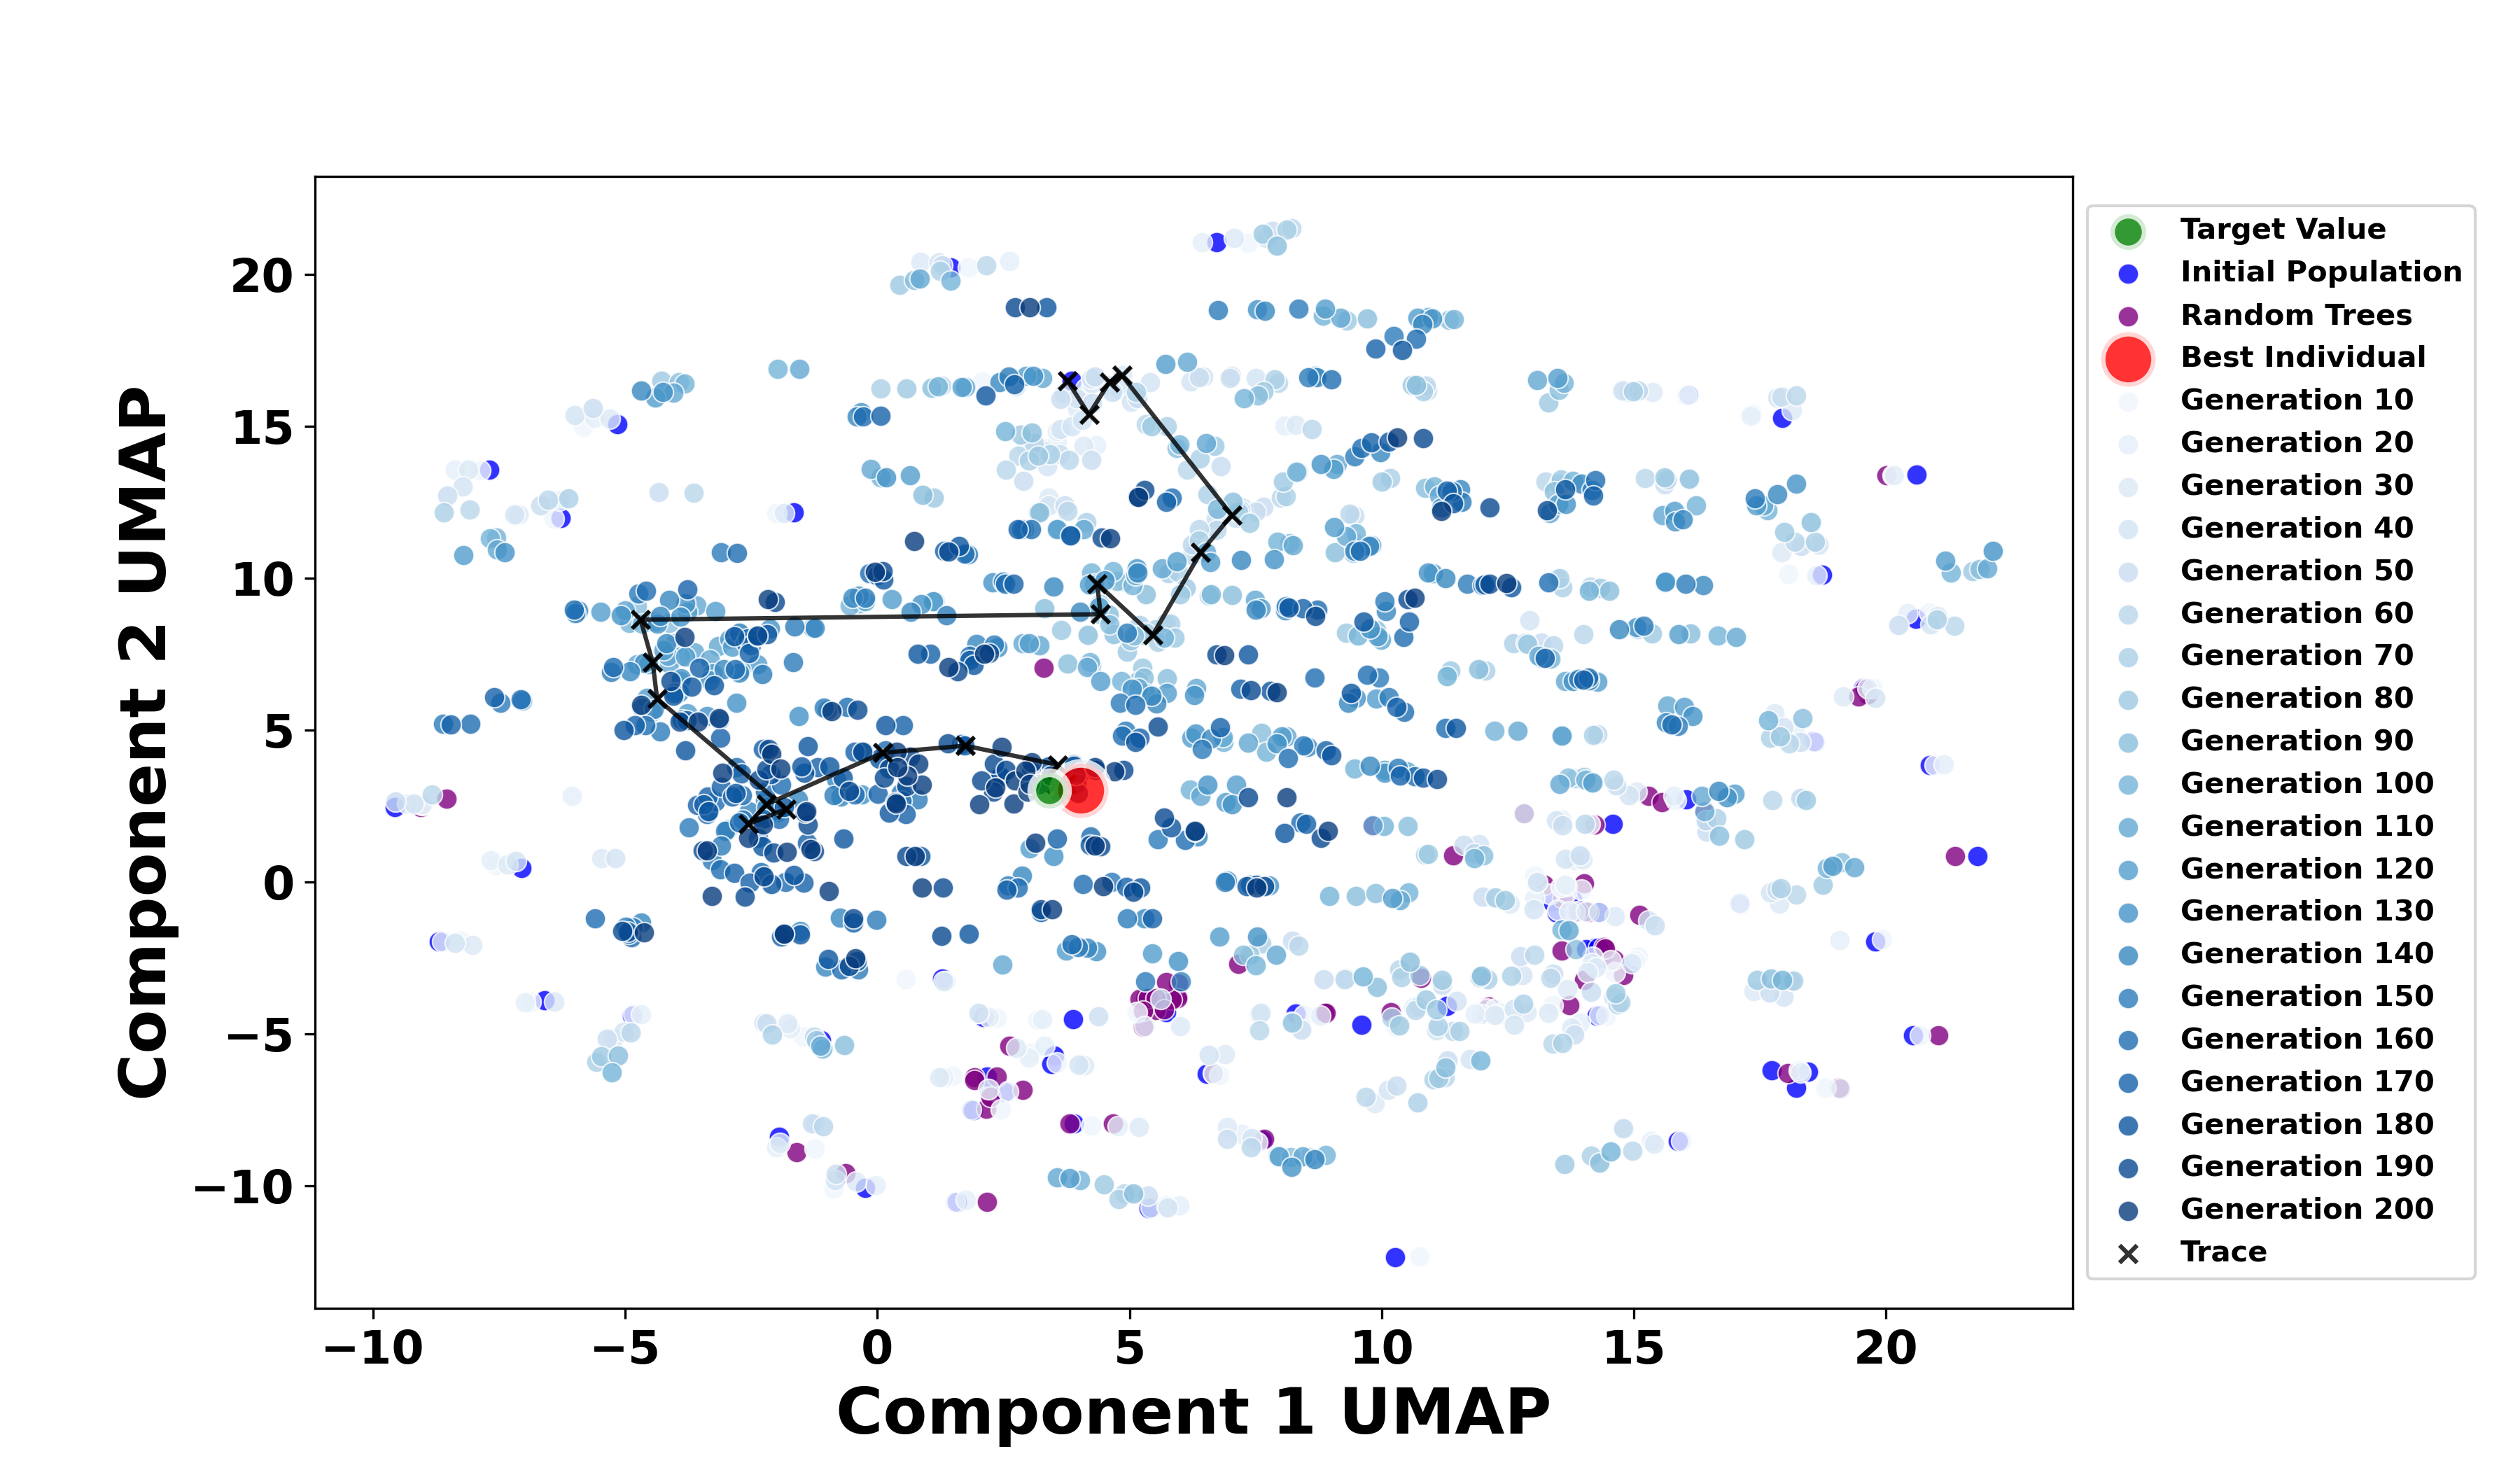 20
15
10
5
0
−5
−10
Component 2 UMAP
−10 −5 0 5 10 15 20
Component 1 UMAP
Target Value
Initial Population
Random Trees
Best Individual
Generation 10
Generation 20
Generation 30
Generation 40
Generation 50
Generation 60
Generation 70
Generation 80
Generation 90
Generation 100
Generation 110
Generation 120
Generation 130
Generation 140
Generation 150
Generation 160
Generation 170
Generation 180
Generation 190
Generation 200
Trace